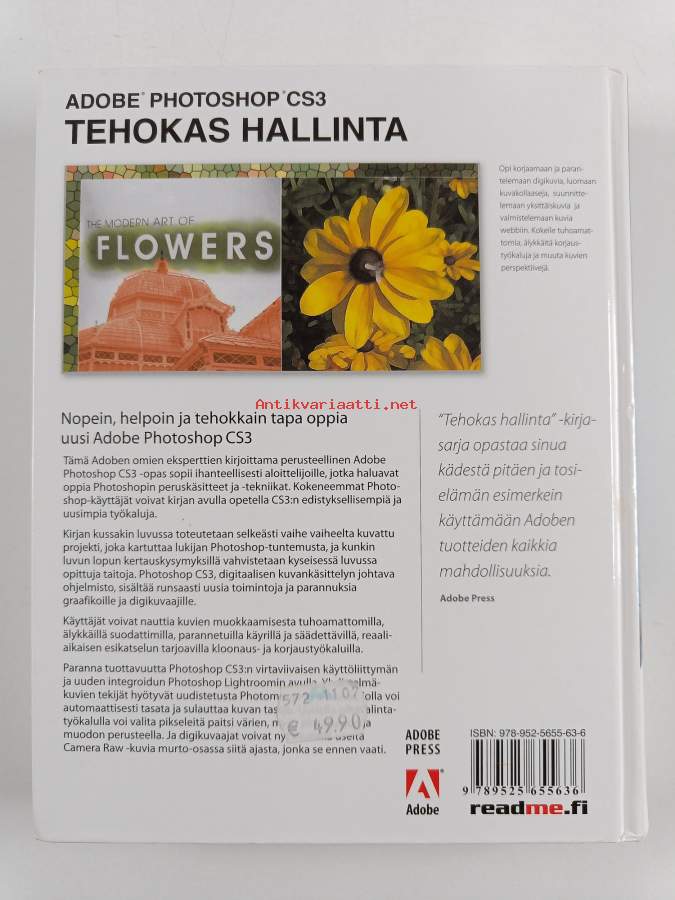 ADOBE® PHOTOSHOP® CS3
TEHOKAS HALLINTA
THE MODERN ART OF
FLOWERS
Opi korjaamaan ja paran-
telemaan digikuvia, luomaan
kuvakollaaseja, suunnitte-
lemaan yksittäiskuvia ja
valmistelemaan kuvia
webbiin. Kokeile tuhoamat-
tomia, älykkäitä korjaus-
työkaluja ja muuta kuvien
perspektiivejä.
Antikvariaatti.net
Nopein, helpoin ja tehokkain tapa oppia
uusi Adobe Photoshop CS3
Tämä Adoben omien eksperttien kirjoittama perusteellinen Adobe
Photoshop CS3 -opas sopii ihanteellisesti aloittelijoille, jotka haluavat
oppia Photoshopin peruskäsitteet ja -tekniikat. Kokeneemmat Photo-
shop-käyttäjät voivat kirjan avulla opetella CS3:n edistyksellisempiä ja
uusimpia työkaluja.
Kirjan kussakin luvussa toteutetaan selkeästi vaihe vaiheelta kuvattu
projekti, joka kartuttaa lukijan Photoshop-tuntemusta, ja kunkin
luvun lopun kertauskysymyksillä vahvistetaan kyseisessä luvussa
opittuja taitoja. Photoshop CS3, digitaalisen kuvankäsittelyn johtava
ohjelmisto, sisältää runsaasti uusia toimintoja ja parannuksia
graafikoille ja digikuvaajille.
Käyttäjät voivat nauttia kuvien muokkaamisesta tuhoamattomilla,
älykkäillä suodattimilla, parannetuilla käyrillä ja säädettävillä, reaali-
aikaisen esikatselun tarjoavilla kloonaus- ja korjaustyökaluilla.
Paranna tuottavuutta Photoshop CS3:n virtaviivaisen käyttöliittymän
ja uuden integroidun Photoshop Lightroomin avulla.
kuvien tekijät hyötyvät uudistetusta Photom olla voi
automaattisesti tasata ja sulauttaa kuvan tas alinta-
työkalulla voi valita pikseleitä paitsi värien, m ja
muodon perusteella. Ja digikuvaajat voivat ny useita
Camera Raw -kuvia murto-osassa siitä ajasta, jonka se ennen vaati.
572 1107
€ 49.90
"Tehokas hallinta" -kirja-
sarja opastaa sinua
kädestä pitäen ja tosi-
elämän esimerkein
käyttämään Adoben
tuotteiden kaikkia
mahdollisuuksia.
Adobe Press
ADOBE
PRESS
Adobe
ISBN: 978-952-5655-63-6
9 789525 655636
readme.fi